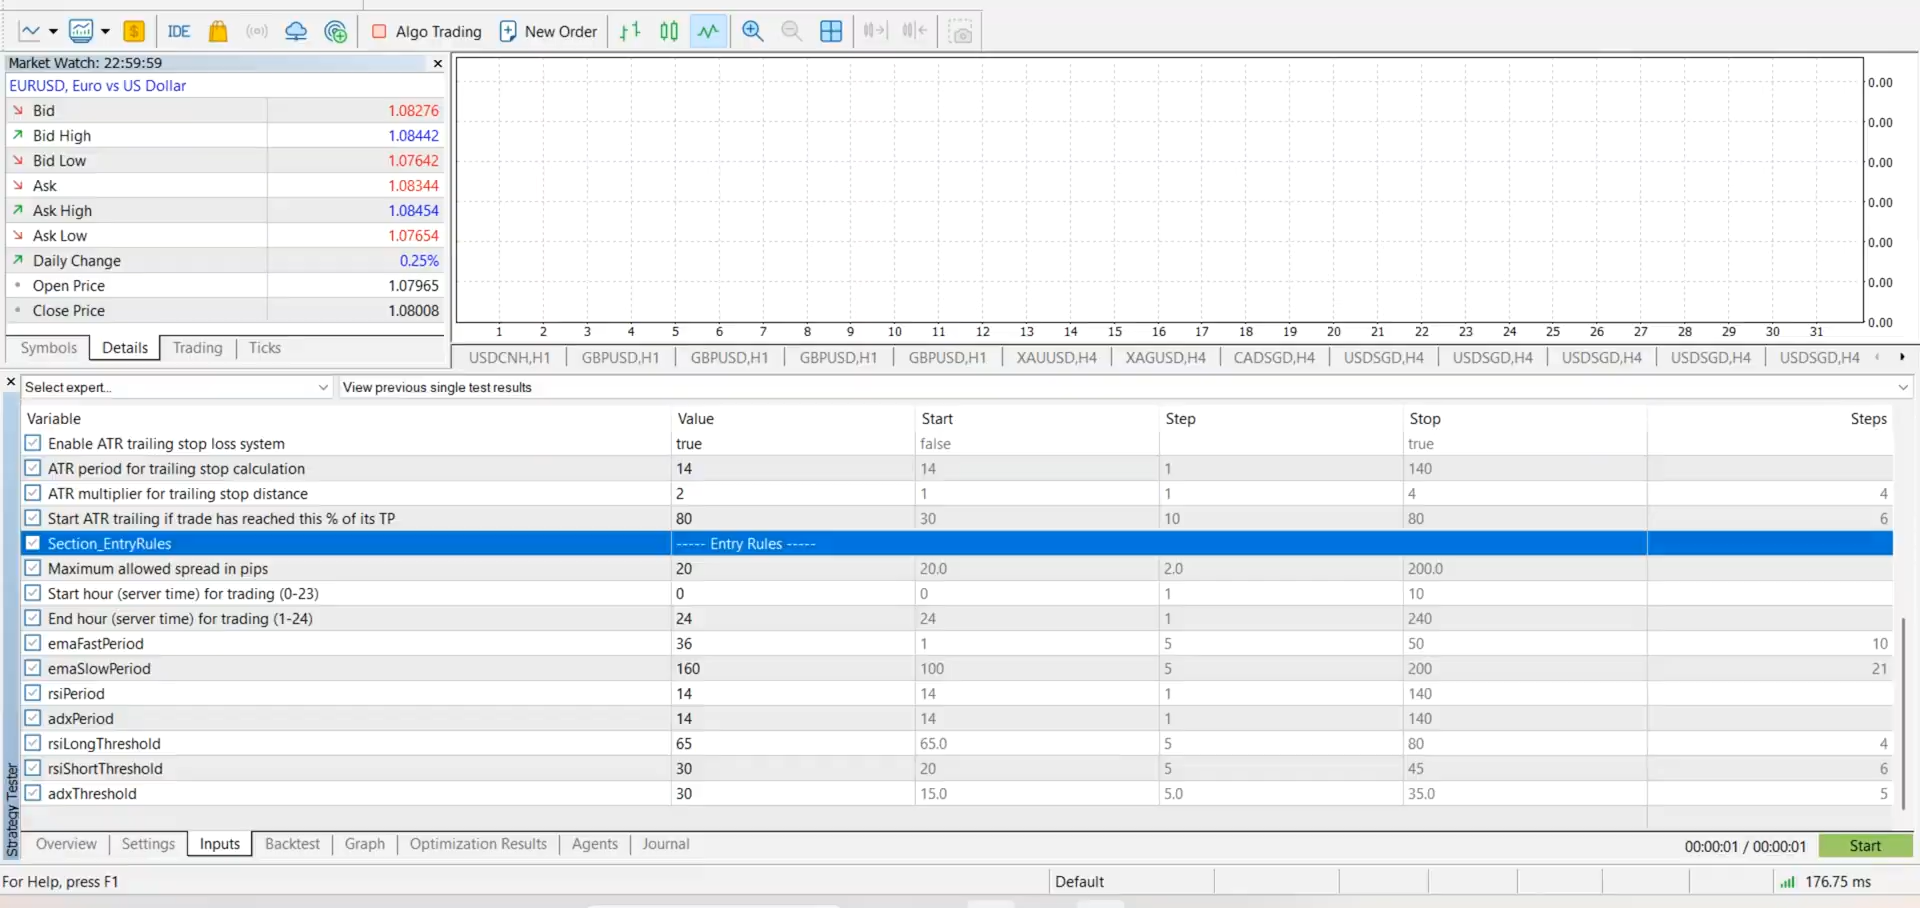 IDE Algo Trading New Order
Market Watch: 22:59:59
EURUSD, Euro vs US Dollar
Bid 1.08276
Bid High 1.08442
Bid Low 1.07642
Ask 1.08344
Ask High 1.08454
Ask Low 1.07654
Daily Change 0.25%
Open Price 1.07965
Close Price 1.08008
Symbols Details Trading Ticks
0.00
0.00
0.00
0.00
0.00
0.00
0.00
1 2 3 4 5 6 7 8 9 10 11 12 13 14 15 16 17 18 19 20 21 22 23 25 26 27 28 29 30 31
USDCNH,H1 GBPUSD,H1 GBPUSD,H1 GBPUSD,H1 GBPUSD,H1 XAUUSD,H4 XAGUSD,H4 CADSGD,H4 USDSGD,H4 USDSGD,H4 USDSGD,H4 USDSGD,H4 USDSGD,H4
Select expert... View previous single test results
Variable Value Start Step Stop Steps
Enable ATR trailing stop loss system true false true
ATR period for trailing stop calculation 14 14 1 140
ATR multiplier for trailing stop distance 2 1 1 4 4
Start ATR trailing if trade has reached this % of its TP 80 30 10 80 6
Section_EntryRules ----- Entry Rules -----
Maximum allowed spread in pips 20 20.0 2.0 200.0
Start hour (server time) for trading (0-23) 0 0 1 10
End hour (server time) for trading (1-24) 24 24 1 240
emaFastPeriod 36 1 5 50 10
emaSlowPeriod 160 100 5 200 21
rsiPeriod 14 14 1 140
adxPeriod 14 14 1 140
rsiLongThreshold 65 65.0 5 80 4
rsiShortThreshold 30 20 5 45 6
adxThreshold 30 15.0 5.0 35.0 5
Strategy Tester
Overview Settings Inputs Backtest Graph Optimization Results Agents Journal 00:00:01 / 00:00:01 Start
For Help, press F1 Default 176.75 ms